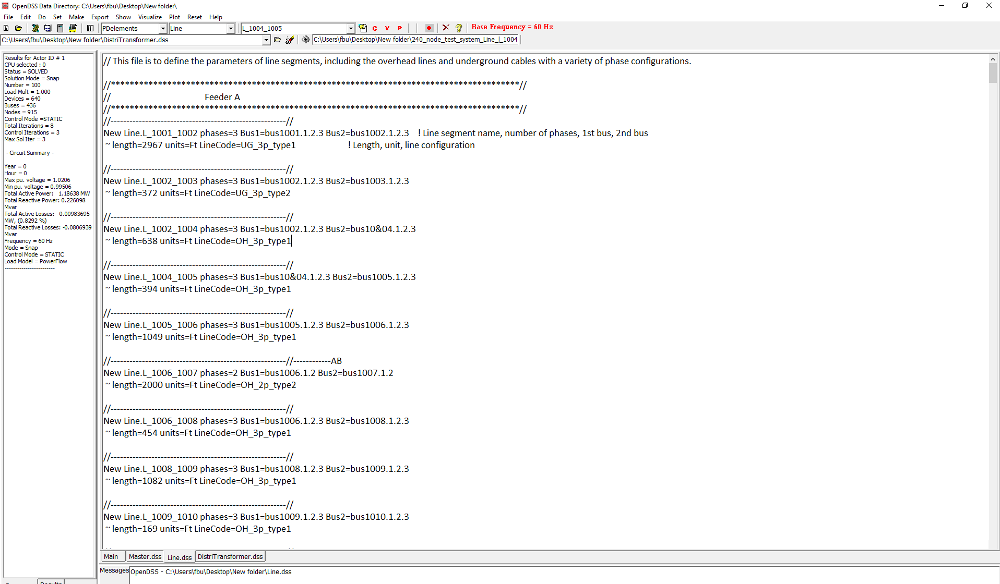 OpenDSS Data Directory: C:\Users\fbu\Desktop\New folder\
File Edit Do Set Make Export Show Visualize Plot Reset Help
PDelements Line L_1004_1005 C V P Base Frequency = 60 Hz
C:\Users\fbu\Desktop\New folder\DistriTransformer.dss C:\Users\fbu\Desktop\New folder\240_node_test_system_Line_l_1004
Results for Actor ID # 1
CPU selected : 0
Status = SOLVED
Solution Mode = Snap
Number = 100
Load Mult = 1.000
Devices = 640
Buses = 436
Nodes = 915
Control Mode =STATIC
Total Iterations = 8
Control Iterations = 3
Max Sol Iter = 3
- Circuit Summary -
Year = 0
Hour = 0
Max pu. voltage = 1.0206
Min pu. voltage = 0.99506
Total Active Power: 1.18638 MW
Total Reactive Power: 0.226098
Mvar
Total Active Losses: 0.00983695
MW, (0.8292 %)
Total Reactive Losses: -0.0806939
Mvar
Frequency = 60 Hz
Mode = Snap
Control Mode = STATIC
Load Model = PowerFlow
-------------------------
// This file is to define the parameters of line segments, including the overhead lines and underground cables with a variety of phase configurations.
//***************************************************************************************//
// Feeder A
//***************************************************************************************//
//--------------------------------------------------------//
New Line.L_1001_1002 phases=3 Bus1=bus1001.1.2.3 Bus2=bus1002.1.2.3 ! Line segment name, number of phases, 1st bus, 2nd bus
~ length=2967 units=Ft LineCode=UG_3p_type1 ! Length, unit, line configuration
//--------------------------------------------------------//
New Line.L_1002_1003 phases=3 Bus1=bus1002.1.2.3 Bus2=bus1003.1.2.3
~ length=372 units=Ft LineCode=UG_3p_type2
//--------------------------------------------------------//
New Line.L_1002_1004 phases=3 Bus1=bus1002.1.2.3 Bus2=bus10&04.1.2.3
~ length=638 units=Ft LineCode=OH_3p_type1
//--------------------------------------------------------//
New Line.L_1004_1005 phases=3 Bus1=bus10&04.1.2.3 Bus2=bus1005.1.2.3
~ length=394 units=Ft LineCode=OH_3p_type1
//--------------------------------------------------------//
New Line.L_1005_1006 phases=3 Bus1=bus1005.1.2.3 Bus2=bus1006.1.2.3
~ length=1049 units=Ft LineCode=OH_3p_type1
//--------------------------------------------------------//------------AB
New Line.L_1006_1007 phases=2 Bus1=bus1006.1.2 Bus2=bus1007.1.2
~ length=2000 units=Ft LineCode=OH_2p_type2
//--------------------------------------------------------//
New Line.L_1006_1008 phases=3 Bus1=bus1006.1.2.3 Bus2=bus1008.1.2.3
~ length=454 units=Ft LineCode=OH_3p_type1
//--------------------------------------------------------//
New Line.L_1008_1009 phases=3 Bus1=bus1008.1.2.3 Bus2=bus1009.1.2.3
~ length=1082 units=Ft LineCode=OH_3p_type1
//--------------------------------------------------------//
New Line.L_1009_1010 phases=3 Bus1=bus1009.1.2.3 Bus2=bus1010.1.2.3
~ length=169 units=Ft LineCode=OH_3p_type1
Main Master.dss Line.dss DistriTransformer.dss
Messages OpenDSS - C:\Users\fbu\Desktop\New folder\Line.dss
Results